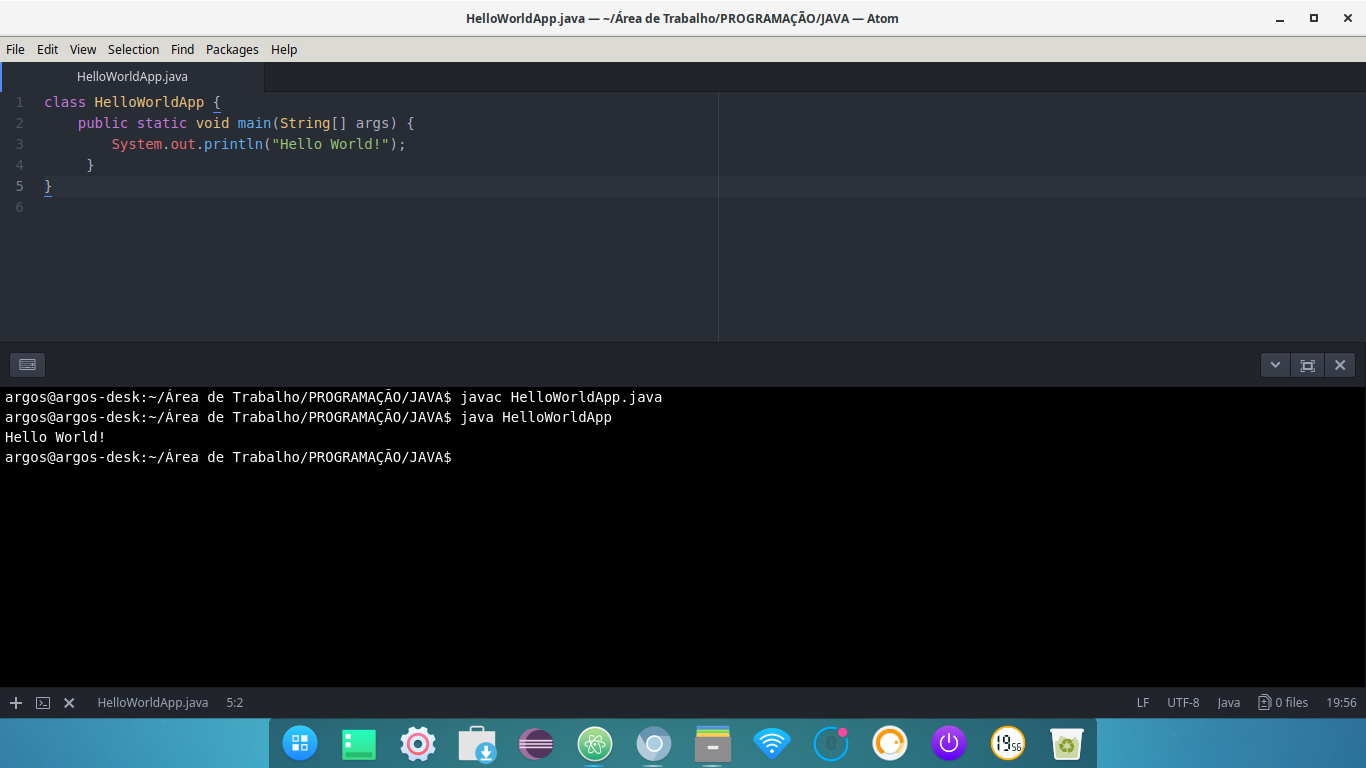 HelloWorldApp.java — ~/Área de Trabalho/PROGRAMAÇÃO/JAVA — Atom
File Edit View Selection Find Packages Help
HelloWorldApp.java
1 class HelloWorldApp {
2 public static void main(String[] args) {
3 System.out.println("Hello World!");
4 }
5 }
6
argos@argos-desk:~/Área de Trabalho/PROGRAMAÇÃO/JAVA$ javac HelloWorldApp.java
argos@argos-desk:~/Área de Trabalho/PROGRAMAÇÃO/JAVA$ java HelloWorldApp
Hello World!
argos@argos-desk:~/Área de Trabalho/PROGRAMAÇÃO/JAVA$
HelloWorldApp.java 5:2 LF UTF-8 Java 0 files 19:56
0 19 56